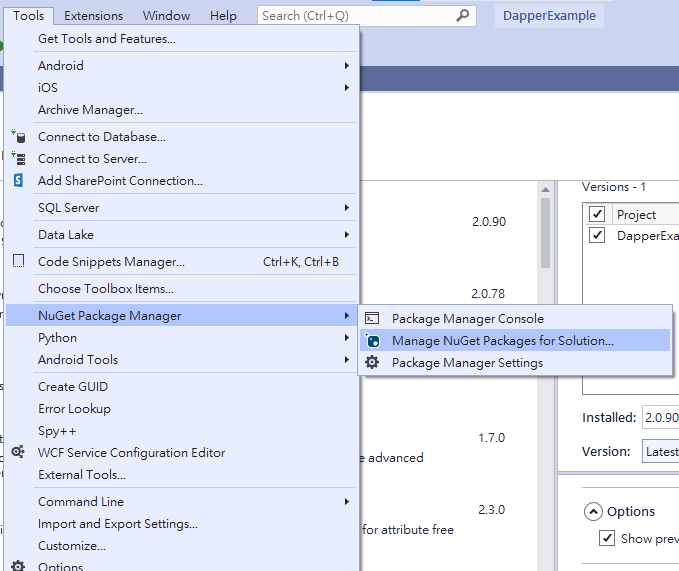 Tools Extensions Window Help Search (Ctrl+Q) DapperExample
Get Tools and Features...
Android
iOS
Archive Manager...
Connect to Database...
Connect to Server...
Add SharePoint Connection...
SQL Server
Data Lake
Code Snippets Manager... Ctrl+K, Ctrl+B
Choose Toolbox Items...
NuGet Package Manager
Python
Android Tools
Create GUID
Error Lookup
Spy++
WCF Service Configuration Editor
External Tools...
Command Line
Import and Export Settings...
Customize...
Options
Package Manager Console
Manage NuGet Packages for Solution...
Package Manager Settings
2.0.90
2.0.78
1.7.0
advanced
2.3.0
for attribute free
Versions - 1
Project
DapperExa
Installed: 2.0.90
Version: Latest
Options
Show prev